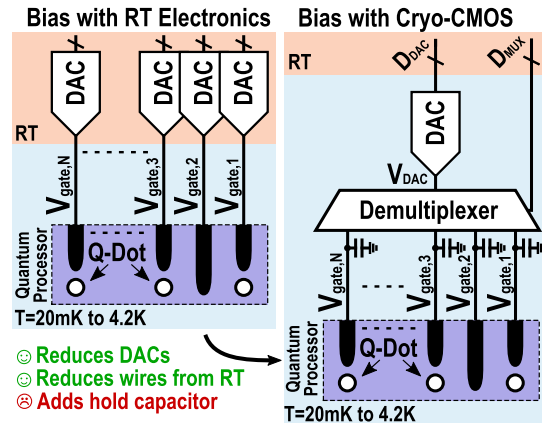 Bias with RT Electronics
DAC DAC DAC DAC
RT
Vgate,N Vgate,3 Vgate,2 Vgate,1
Quantum
Processor
Q-Dot
T=20mK to 4.2K
Reduces DACs
Reduces wires from RT
Adds hold capacitor
Bias with Cryo-CMOS
RT
DDAC DMUX
DAC
VDAC
Demultiplexer
Vgate,N Vgate,3 Vgate,2 Vgate,1
Quantum
Processor
Q-Dot
T=20mK to 4.2K